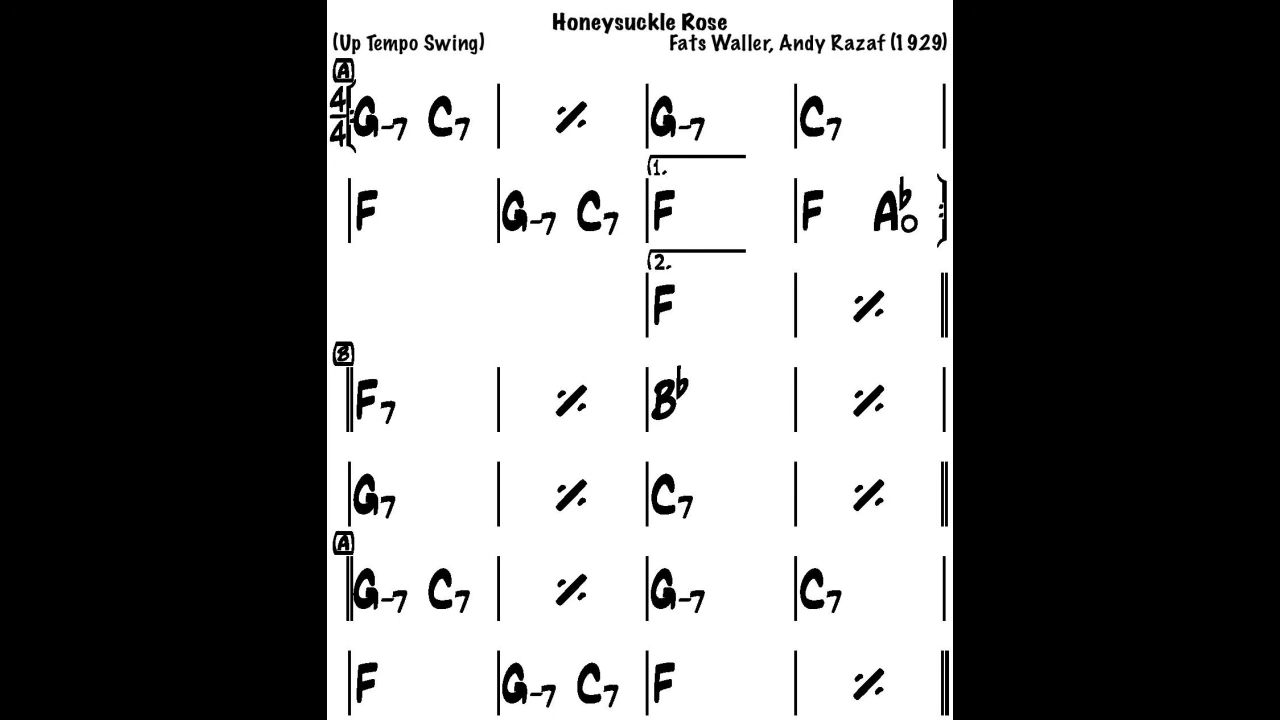 Honeysuckle Rose
(Up Tempo Swing) Fats Waller, Andy Razaf (1929)
A
4/4 G-7 C7 | 𝄎 | G-7 | C7
1.
F | G-7 C7 | F | F A♭o
2.
F | 𝄎
B
F7 | 𝄎 | B♭ | 𝄎
G7 | 𝄎 | C7 | 𝄎
A
G-7 C7 | 𝄎 | G-7 | C7
F | G-7 C7 | F | 𝄎